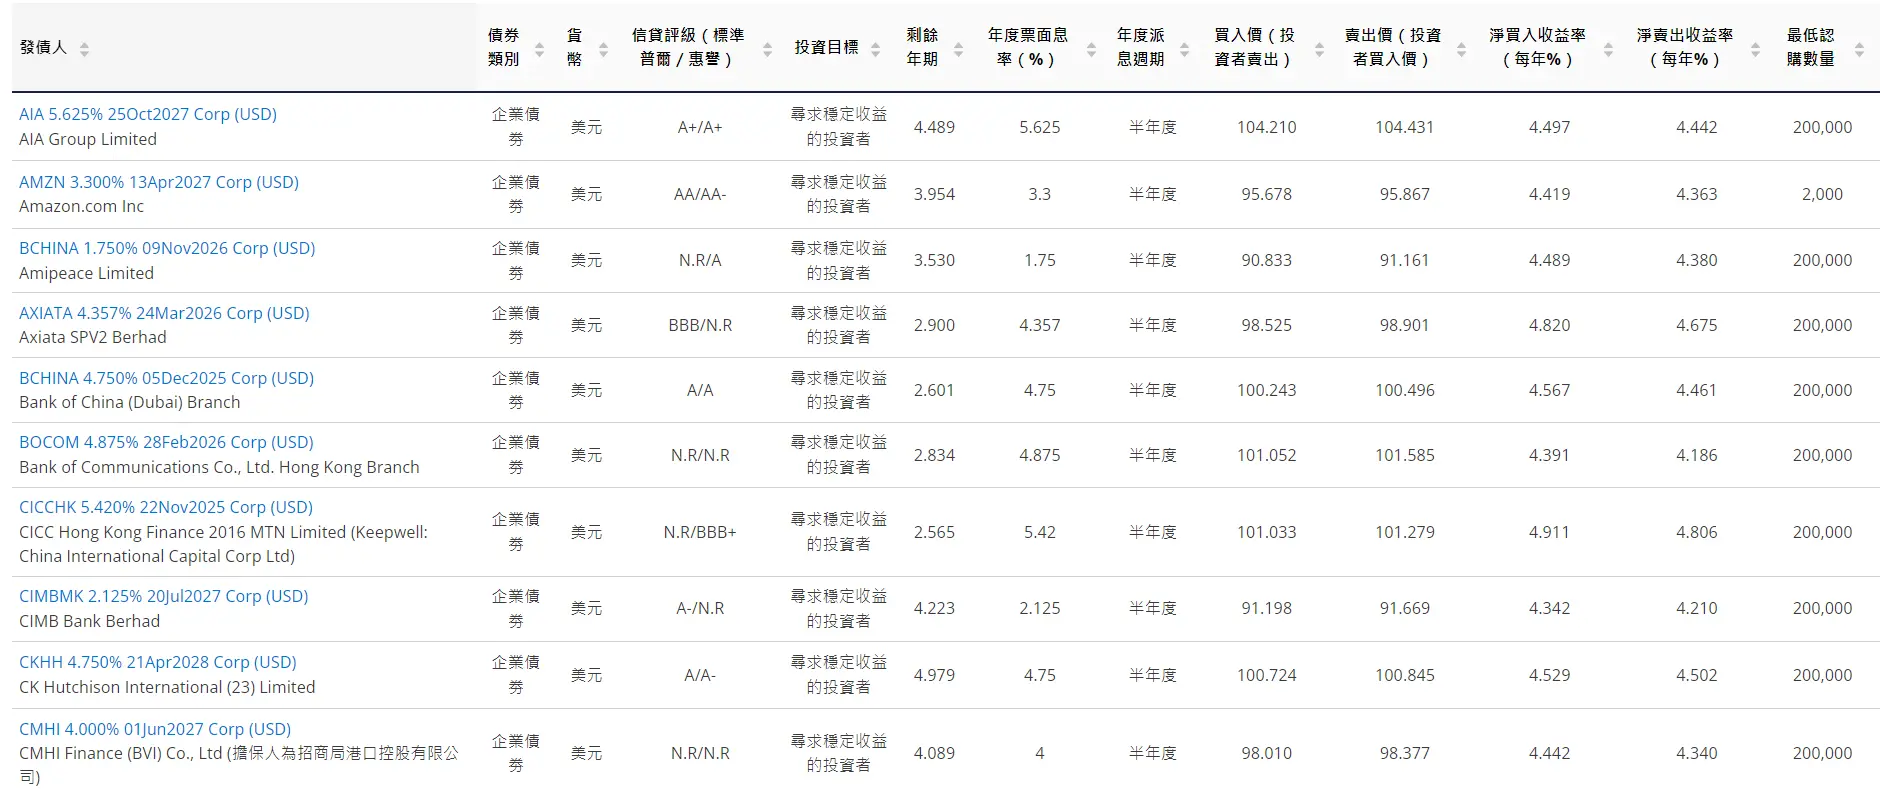 發債人 債券類別 貨幣 信貸評級（標準普爾 / 惠譽） 投資目標 剩餘年期 年度票面息率（%） 年度派息週期 買入價（投資者賣出） 賣出價（投資者買入價） 淨買入收益率（每年%） 淨賣出收益率（每年%） 最低認購數量
AIA 5.625% 25Oct2027 Corp (USD)
AIA Group Limited
企業債劵 美元 A+/A+ 尋求穩定收益的投資者 4.489 5.625 半年度 104.210 104.431 4.497 4.442 200,000
AMZN 3.300% 13Apr2027 Corp (USD)
Amazon.com Inc
企業債劵 美元 AA/AA- 尋求穩定收益的投資者 3.954 3.3 半年度 95.678 95.867 4.419 4.363 2,000
BCHINA 1.750% 09Nov2026 Corp (USD)
Amipeace Limited
企業債劵 美元 N.R/A 尋求穩定收益的投資者 3.530 1.75 半年度 90.833 91.161 4.489 4.380 200,000
AXIATA 4.357% 24Mar2026 Corp (USD)
Axiata SPV2 Berhad
企業債劵 美元 BBB/N.R 尋求穩定收益的投資者 2.900 4.357 半年度 98.525 98.901 4.820 4.675 200,000
BCHINA 4.750% 05Dec2025 Corp (USD)
Bank of China (Dubai) Branch
企業債劵 美元 A/A 尋求穩定收益的投資者 2.601 4.75 半年度 100.243 100.496 4.567 4.461 200,000
BOCOM 4.875% 28Feb2026 Corp (USD)
Bank of Communications Co., Ltd. Hong Kong Branch
企業債劵 美元 N.R/N.R 尋求穩定收益的投資者 2.834 4.875 半年度 101.052 101.585 4.391 4.186 200,000
CICCHK 5.420% 22Nov2025 Corp (USD)
CICC Hong Kong Finance 2016 MTN Limited (Keepwell:
China International Capital Corp Ltd)
企業債劵 美元 N.R/BBB+ 尋求穩定收益的投資者 2.565 5.42 半年度 101.033 101.279 4.911 4.806 200,000
CIMBMK 2.125% 20Jul2027 Corp (USD)
CIMB Bank Berhad
企業債劵 美元 A-/N.R 尋求穩定收益的投資者 4.223 2.125 半年度 91.198 91.669 4.342 4.210 200,000
CKHH 4.750% 21Apr2028 Corp (USD)
CK Hutchison International (23) Limited
企業債劵 美元 A/A- 尋求穩定收益的投資者 4.979 4.75 半年度 100.724 100.845 4.529 4.502 200,000
CMHI 4.000% 01Jun2027 Corp (USD)
CMHI Finance (BVI) Co., Ltd (擔保人為招商局港口控股有限公
司)
企業債劵 美元 N.R/N.R 尋求穩定收益的投資者 4.089 4 半年度 98.010 98.377 4.442 4.340 200,000